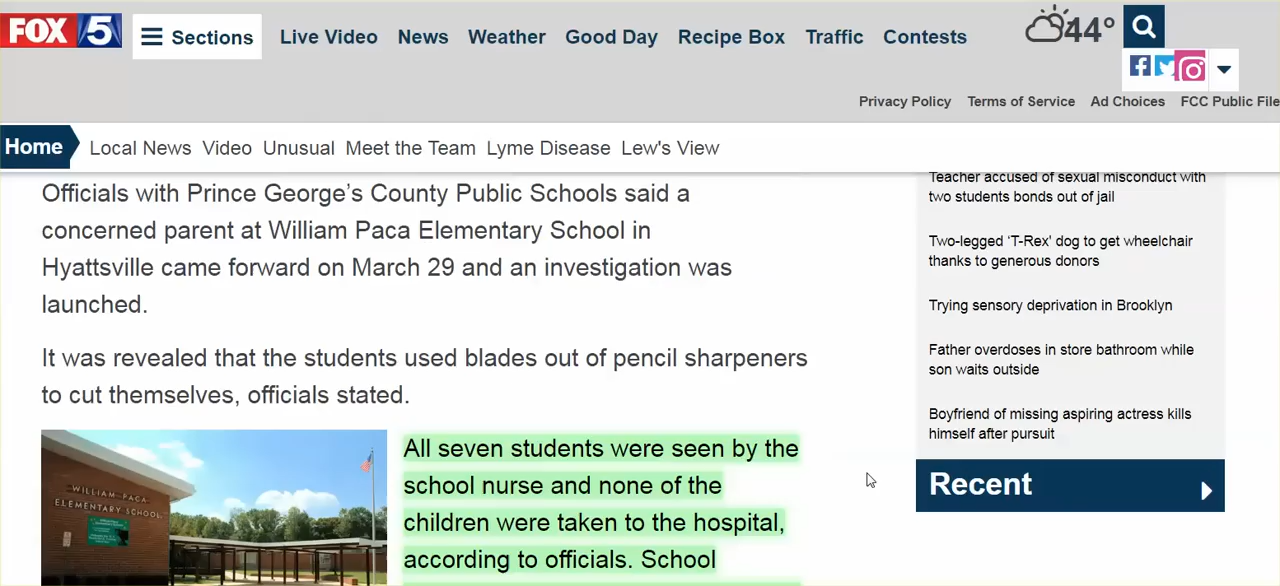 FOX 5
Sections
Live Video News Weather Good Day Recipe Box Traffic Contests
44°
Privacy Policy Terms of Service Ad Choices FCC Public File
Home
Local News Video Unusual Meet the Team Lyme Disease Lew's View
Officials with Prince George’s County Public Schools said a
concerned parent at William Paca Elementary School in
Hyattsville came forward on March 29 and an investigation was
launched.
It was revealed that the students used blades out of pencil sharpeners
to cut themselves, officials stated.
WILLIAM PACA
ELEMENTARY SCHOOL
All seven students were seen by the
school nurse and none of the
children were taken to the hospital,
according to officials. School
Teacher accused of sexual misconduct with
two students bonds out of jail
Two-legged 'T-Rex' dog to get wheelchair
thanks to generous donors
Trying sensory deprivation in Brooklyn
Father overdoses in store bathroom while
son waits outside
Boyfriend of missing aspiring actress kills
himself after pursuit
Recent